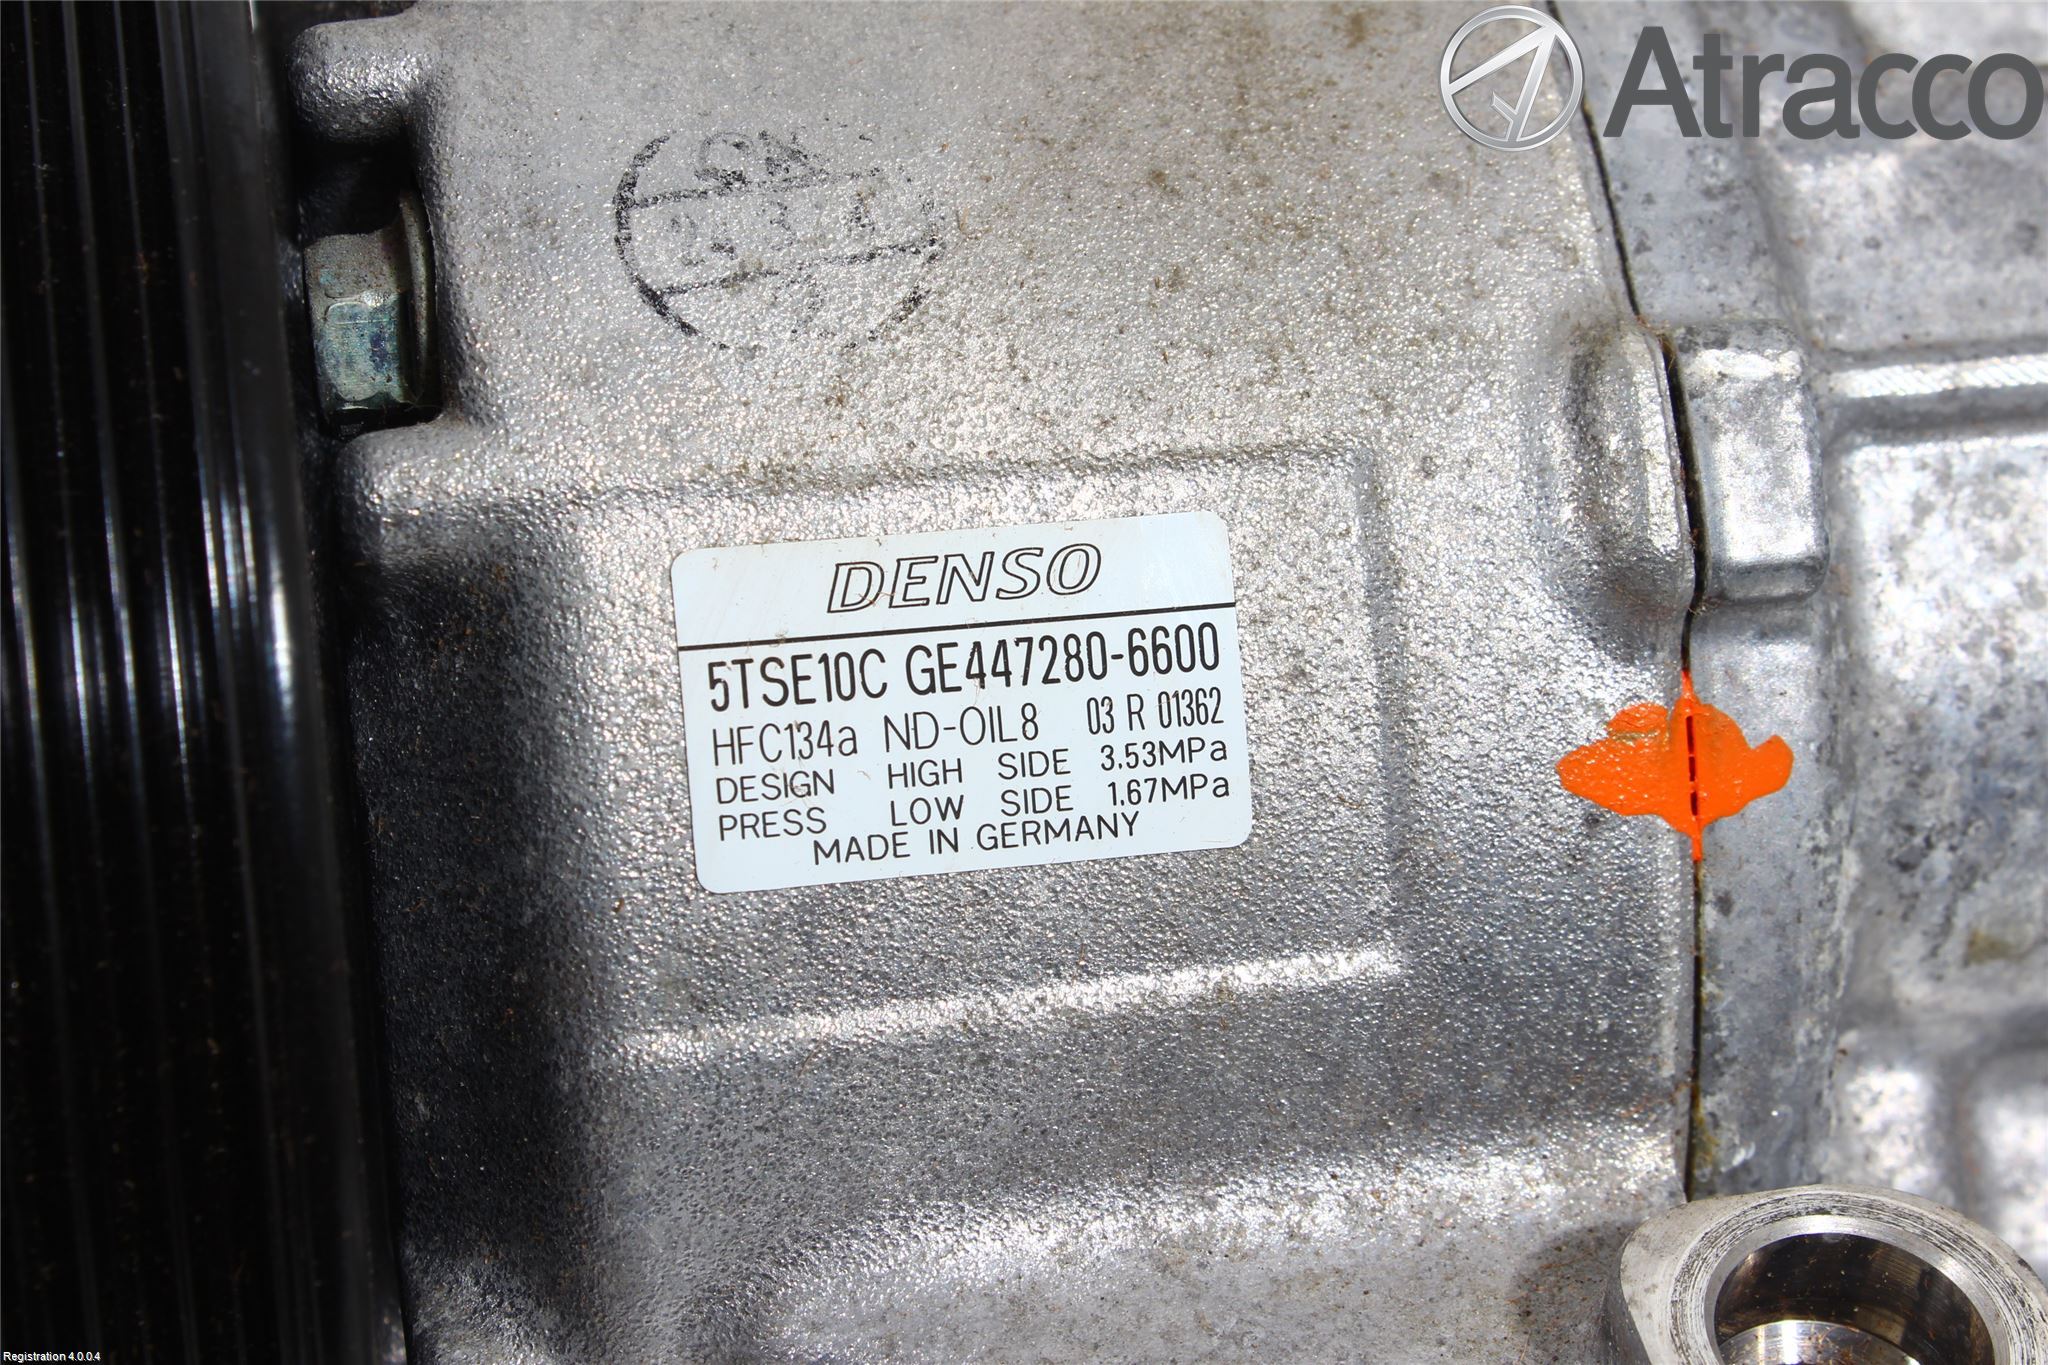 Atracco
DENSO
5TSE10C GE447280-6600
HFC134a ND-OIL8 03 R 01362
DESIGN HIGH SIDE 3.53MPa
PRESS LOW SIDE 1.67MPa
MADE IN GERMANY
Registration 4.0.0.4